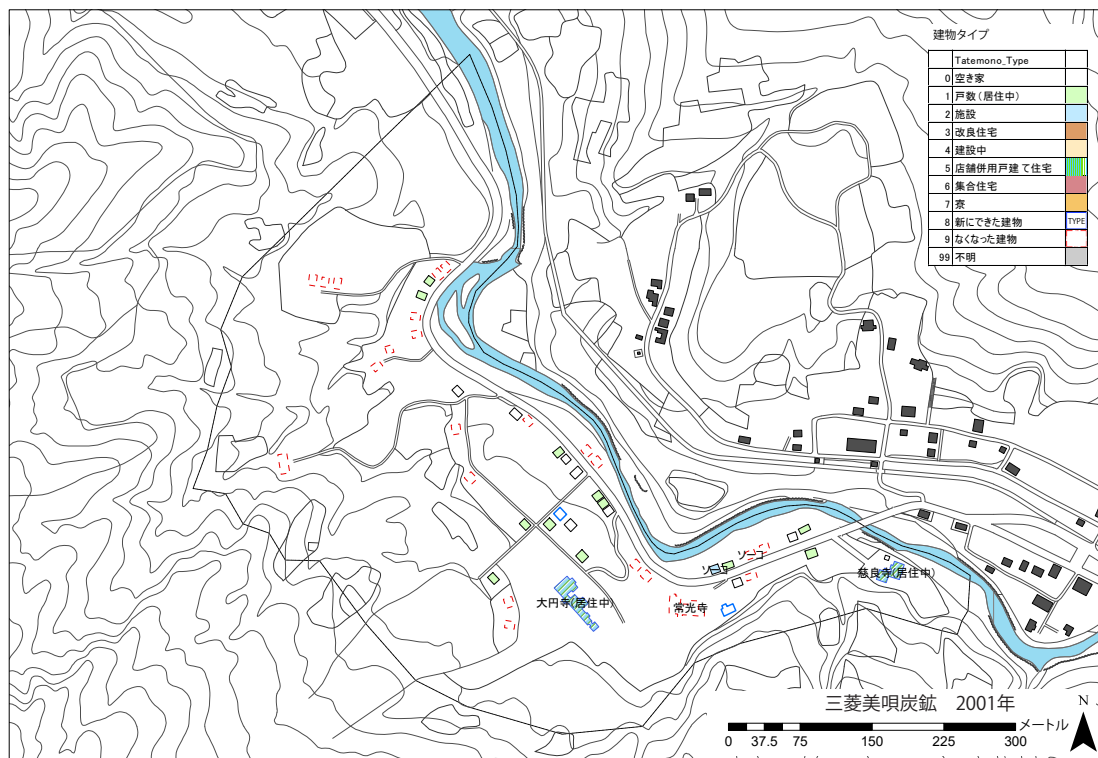 建物タイプ
Tatemono_Type
0 空き家
1 戸数(居住中)
2 施設
3 改良住宅
4 建設中
5 店舗併用戸建て住宅
6 集合住宅
7 寮
8 新にできた建物 TYPE
9 なくなった建物
99 不明
慈良寺(居住中)
大円寺(居住中)
常光寺
三菱美唄炭鉱 2001年
メートル
0 37.5 75 150 225 300
N